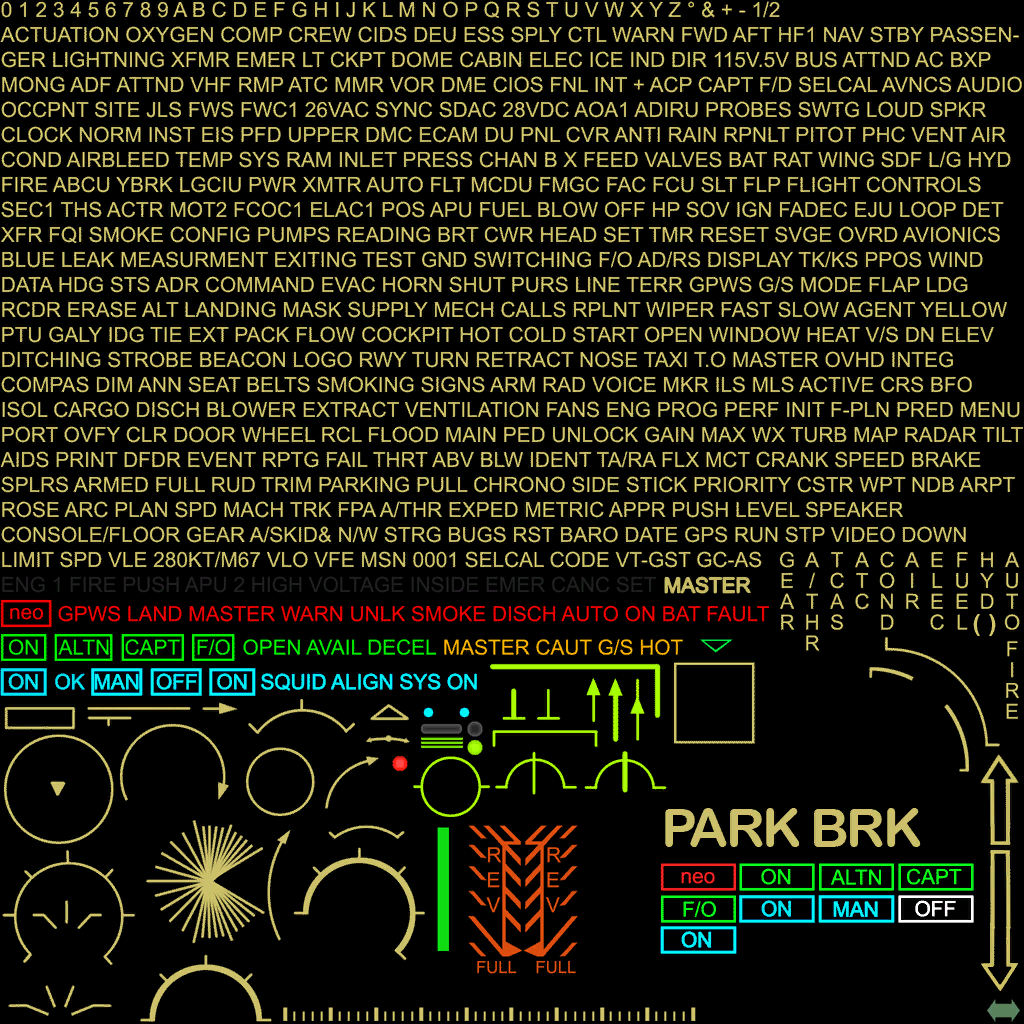 0 1 2 3 4 5 6 7 8 9 A B C D E F G H I J K L M N O P Q R S T U V W X Y Z ° & + - 1/2
ACTUATION OXYGEN COMP CREW CIDS DEU ESS SPLY CTL WARN FWD AFT HF1 NAV STBY PASSEN-
GER LIGHTNING XFMR EMER LT CKPT DOME CABIN ELEC ICE IND DIR 115V.5V BUS ATTND AC BXP
MONG ADF ATTND VHF RMP ATC MMR VOR DME CIOS FNL INT + ACP CAPT F/D SELCAL AVNCS AUDIO
OCCPNT SITE JLS FWS FWC1 26VAC SYNC SDAC 28VDC AOA1 ADIRU PROBES SWTG LOUD SPKR
CLOCK NORM INST EIS PFD UPPER DMC ECAM DU PNL CVR ANTI RAIN RPNLT PITOT PHC VENT AIR
COND AIRBLEED TEMP SYS RAM INLET PRESS CHAN B X FEED VALVES BAT RAT WING SDF L/G HYD
FIRE ABCU YBRK LGCIU PWR XMTR AUTO FLT MCDU FMGC FAC FCU SLT FLP FLIGHT CONTROLS
SEC1 THS ACTR MOT2 FCOC1 ELAC1 POS APU FUEL BLOW OFF HP SOV IGN FADEC EJU LOOP DET
XFR FQI SMOKE CONFIG PUMPS READING BRT CWR HEAD SET TMR RESET SVGE OVRD AVIONICS
BLUE LEAK MEASURMENT EXITING TEST GND SWITCHING F/O AD/RS DISPLAY TK/KS PPOS WIND
DATA HDG STS ADR COMMAND EVAC HORN SHUT PURS LINE TERR GPWS G/S MODE FLAP LDG
RCDR ERASE ALT LANDING MASK SUPPLY MECH CALLS RPLNT WIPER FAST SLOW AGENT YELLOW
PTU GALY IDG TIE EXT PACK FLOW COCKPIT HOT COLD START OPEN WINDOW HEAT V/S DN ELEV
DITCHING STROBE BEACON LOGO RWY TURN RETRACT NOSE TAXI T.O MASTER OVHD INTEG
COMPAS DIM ANN SEAT BELTS SMOKING SIGNS ARM RAD VOICE MKR ILS MLS ACTIVE CRS BFO
ISOL CARGO DISCH BLOWER EXTRACT VENTILATION FANS ENG PROG PERF INIT F-PLN PRED MENU
PORT OVFY CLR DOOR WHEEL RCL FLOOD MAIN PED UNLOCK GAIN MAX WX TURB MAP RADAR TILT
AIDS PRINT DFDR EVENT RPTG FAIL THRT ABV BLW IDENT TA/RA FLX MCT CRANK SPEED BRAKE
SPLRS ARMED FULL RUD TRIM PARKING PULL CHRONO SIDE STICK PRIORITY CSTR WPT NDB ARPT
ROSE ARC PLAN SPD MACH TRK FPA A/THR EXPED METRIC APPR PUSH LEVEL SPEAKER
CONSOLE/FLOOR GEAR A/SKID& N/W STRG BUGS RST BARO DATE GPS RUN STP VIDEO DOWN
LIMIT SPD VLE 280KT/M67 VLO VFE MSN 0001 SELCAL CODE VT-GST GC-AS
ENG 1 FIRE PUSH APU 2 HIGH VOLTAGE INSIDE EMER CANC SET MASTER
neo GPWS LAND MASTER WARN UNLK SMOKE DISCH AUTO ON BAT FAULT
ON ALTN CAPT F/O OPEN AVAIL DECEL MASTER CAUT G/S HOT
ON OK MAN OFF ON SQUID ALIGN SYS ON
GEAR
A/THR
TCAS
ATC
COND
AIR
ELEC
FUEL
HYD
()
AUTO
FIRE
PARK BRK
neo ON ALTN CAPT
F/O ON MAN OFF
ON
REV REV
FULL FULL